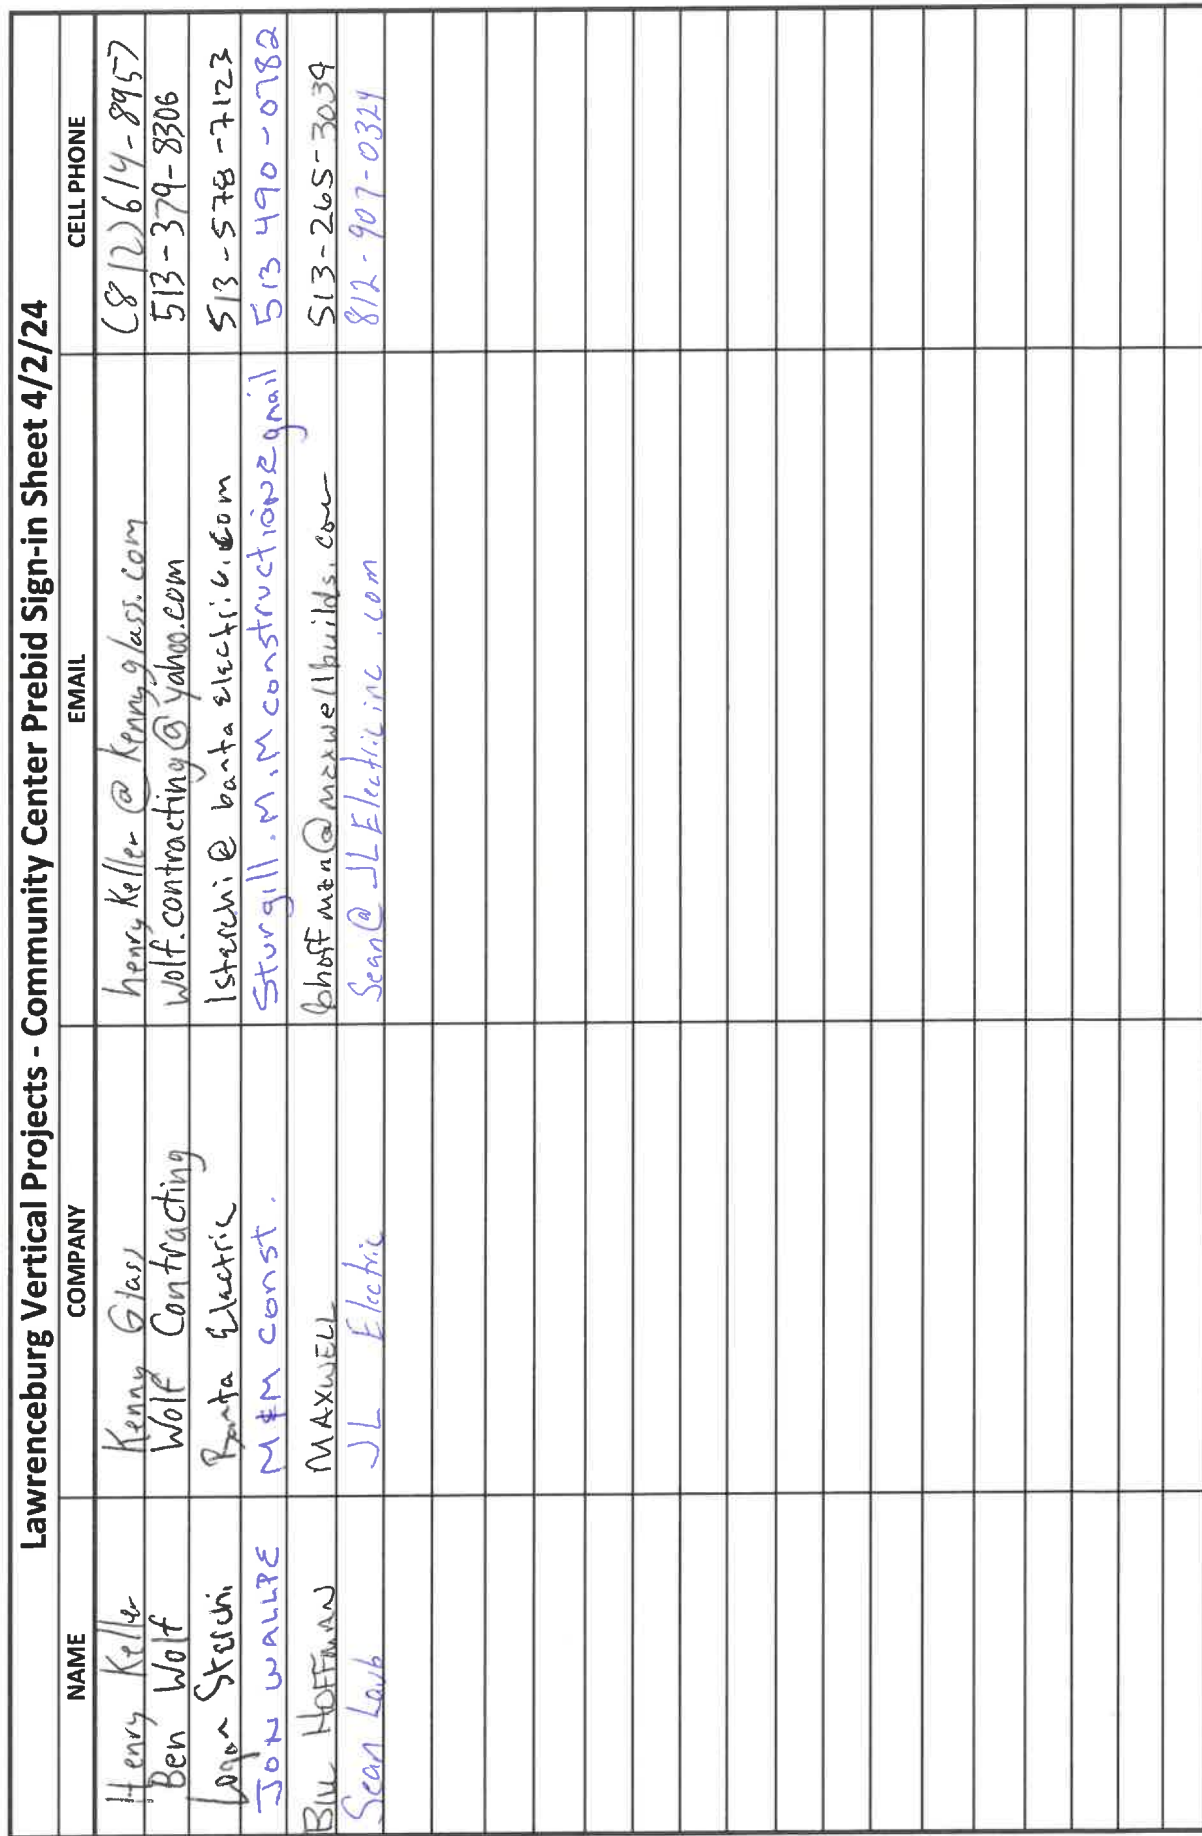 Lawrenceburg Vertical Projects - Community Center Prebid Sign-in Sheet 4/2/24
NAME COMPANY EMAIL CELL PHONE
Henry Keller Kenny Glass henrykeller@kennyglass.com (812)614-8957
Ben Wolf Wolf Contracting wolf.contracting@yahoo.com 513-379-8306
Logan Sterchi Banta Electric lsterchi@bantaelectric.com 513-578-7123
JON WALLPE M&M Const. Sturgill.M.Mconstruction@gmail 513 490-0782
Bill HOFFMAN MAXWELL bhoffman@maxwellbuilds.com 513-265-3039
Sean Laub JL Electric Sean@JLElectricinc.com 812-907-0324